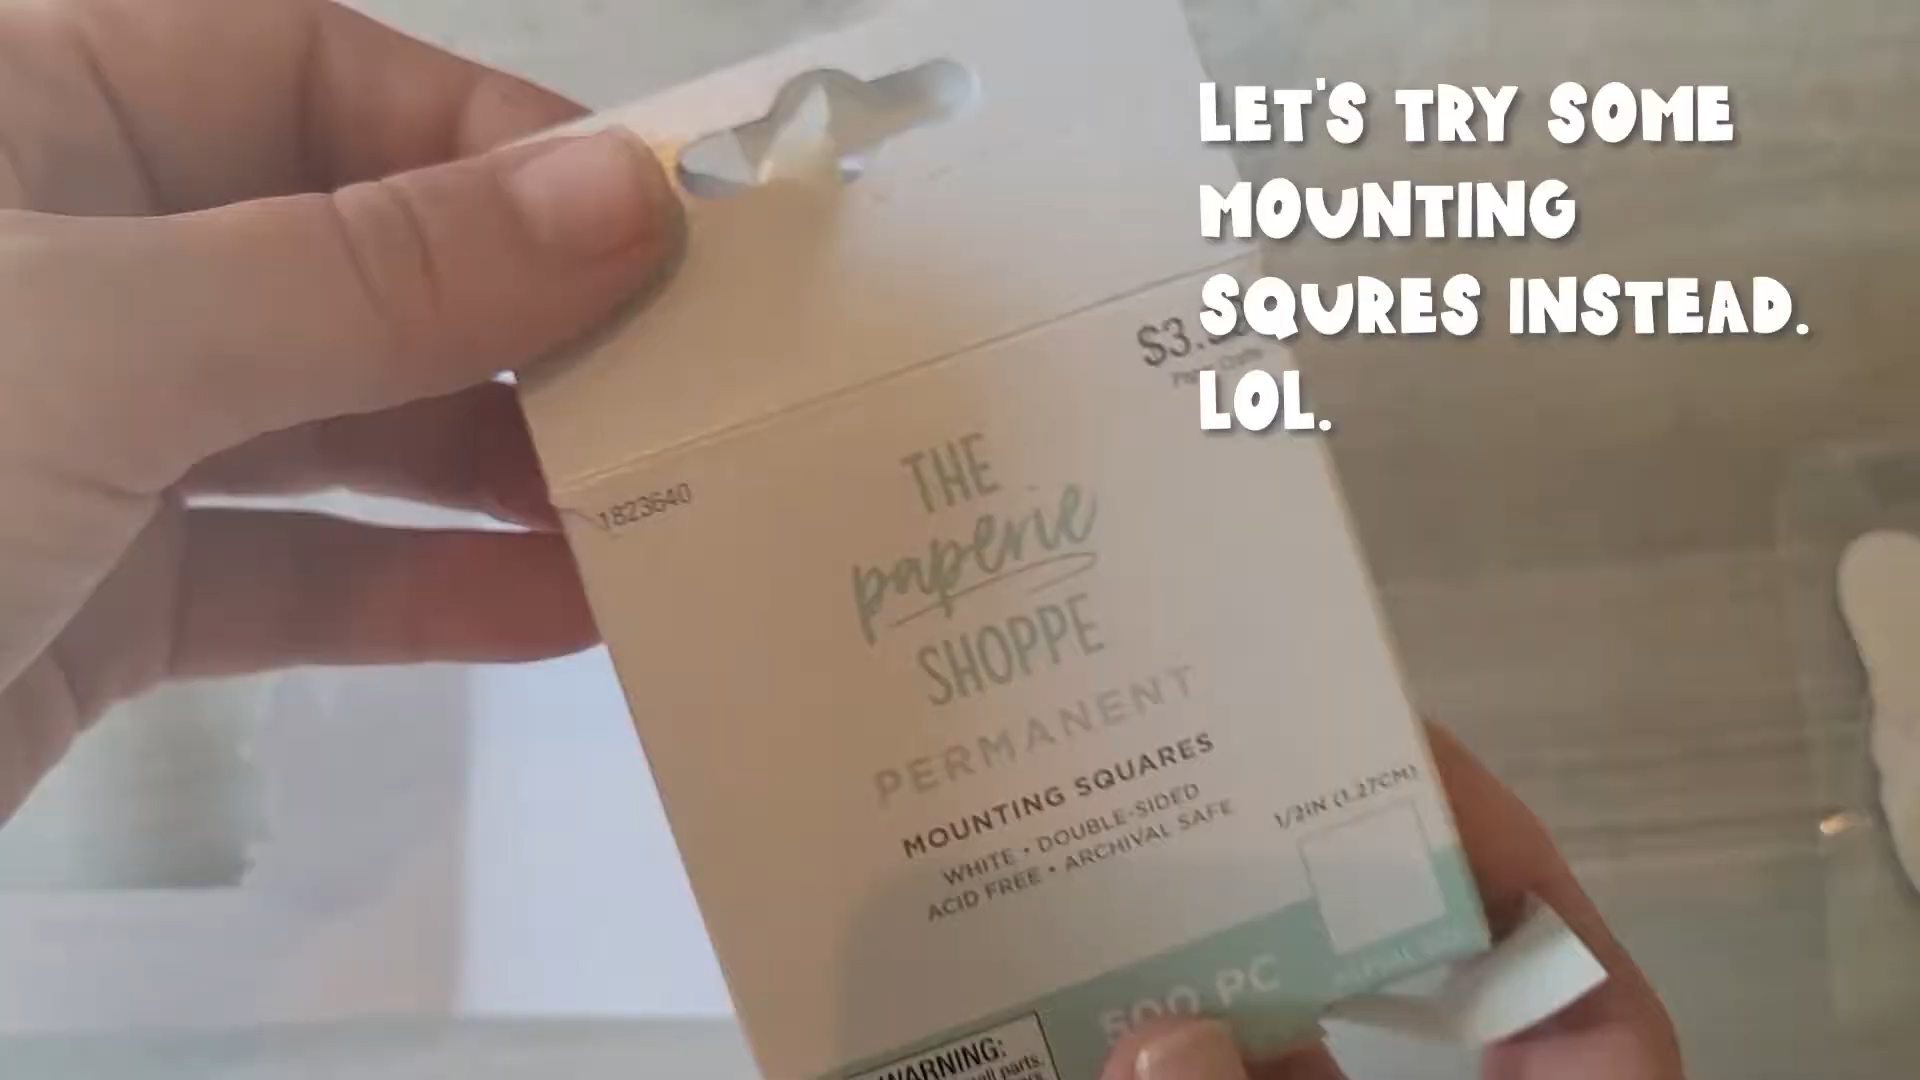 LET'S TRY SOME
MOUNTING
SQURES INSTEAD.
LOL.
1823640
THE
paperie
SHOPPE
PERMANENT
MOUNTING SQUARES
WHITE • DOUBLE-SIDED
ACID FREE • ARCHIVAL SAFE
1/2IN (1.27CM)
500 PC
WARNING:
parts.